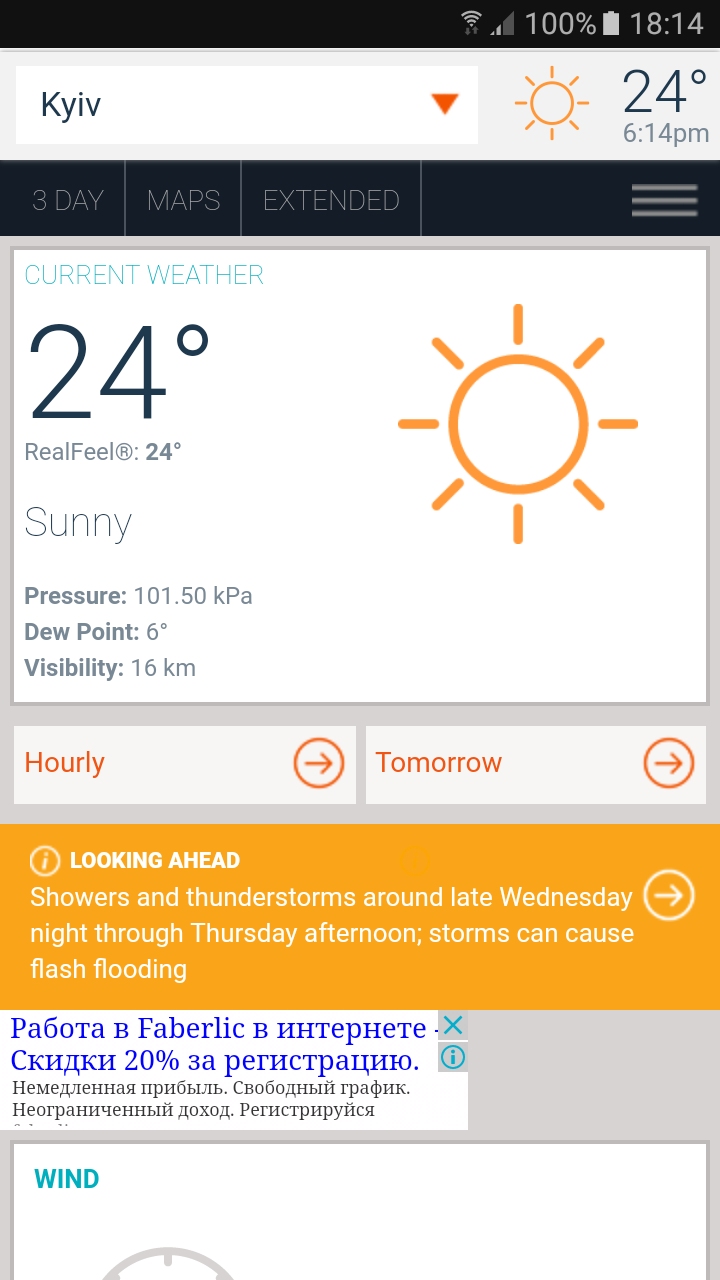 100% 18:14
Kyiv
24°
6:14pm
3 DAY MAPS EXTENDED
CURRENT WEATHER
24°
RealFeel®: 24°
Sunny
Pressure: 101.50 kPa
Dew Point: 6°
Visibility: 16 km
Hourly
Tomorrow
LOOKING AHEAD
Showers and thunderstorms around late Wednesday
night through Thursday afternoon; storms can cause
flash flooding
Работа в Faberlic в интернете -
Скидки 20% за регистрацию.
Немедленная прибыль. Свободный график.
Неограниченный доход. Регистрируйся
WIND